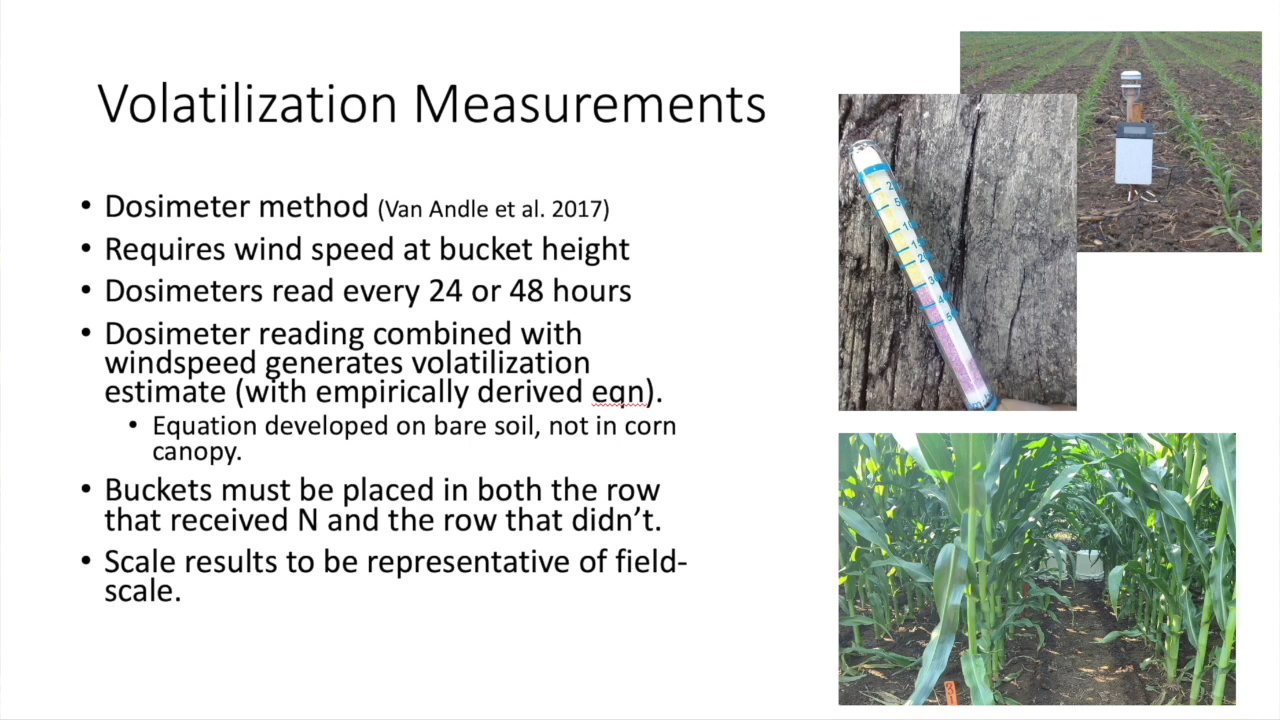 Volatilization Measurements
• Dosimeter method (Van Andle et al. 2017)
• Requires wind speed at bucket height
• Dosimeters read every 24 or 48 hours
• Dosimeter reading combined with
windspeed generates volatilization
estimate (with empirically derived eqn).
• Equation developed on bare soil, not in corn
canopy.
• Buckets must be placed in both the row
that received N and the row that didn’t.
• Scale results to be representative of field-
scale.